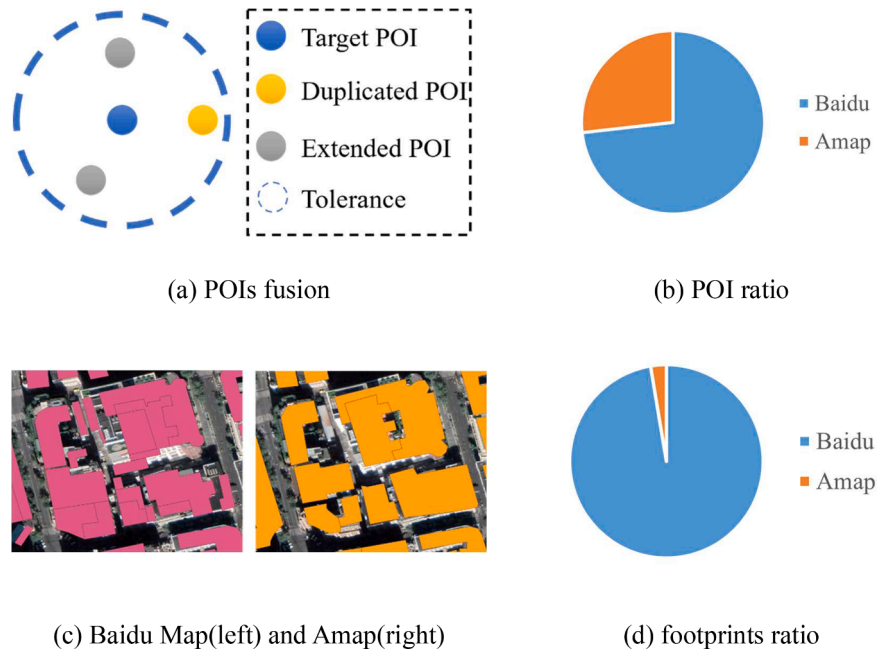 Target POI
Duplicated POI
Extended POI
Tolerance
Baidu
Amap
(a) POIs fusion
(b) POI ratio
Baidu
Amap
(c) Baidu Map(left) and Amap(right)
(d) footprints ratio